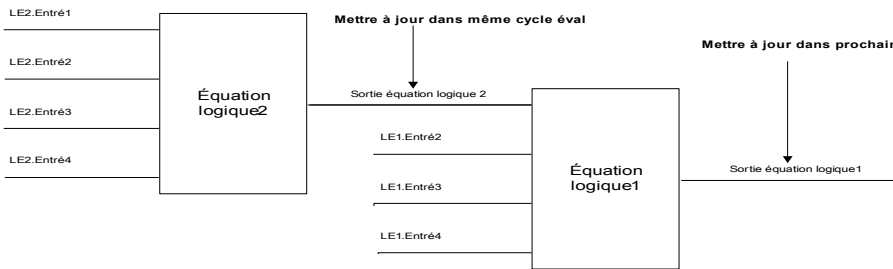 LE2.Entré1
Mettre à jour dans même cycle éval
Mettre à jour dans prochain
LE2.Entré2
Équation
logique2
Sortie équation logique 2
LE2.Entré3
LE1.Entré2
LE2.Entré4
Équation
logique1
Sortie équation logique1
LE1.Entré3
LE1.Entré4